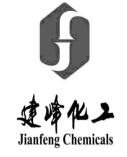 建峰化工
Jianfeng Chemicals